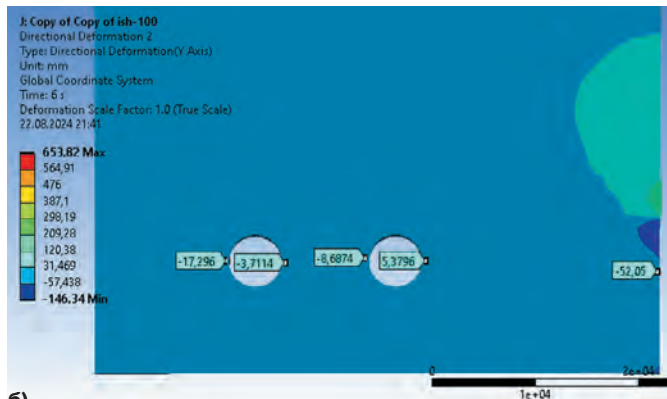 J: Copy of Copy of ish-100
Directional Deformation 2
Type: Directional Deformation(Y Axis)
Unit: mm
Global Coordinate System
Time: 6 s
Deformation Scale Factor: 1.0 (True Scale)
22.08.2024 21:41
653.82 Max
564,91
476
387,1
298,19
209,28
120,38
31,469
-57,438
-146.34 Min
-17,296
-3,7114
-8,6874
5,3796
-52,05
0
2e+04
1e+04
б)